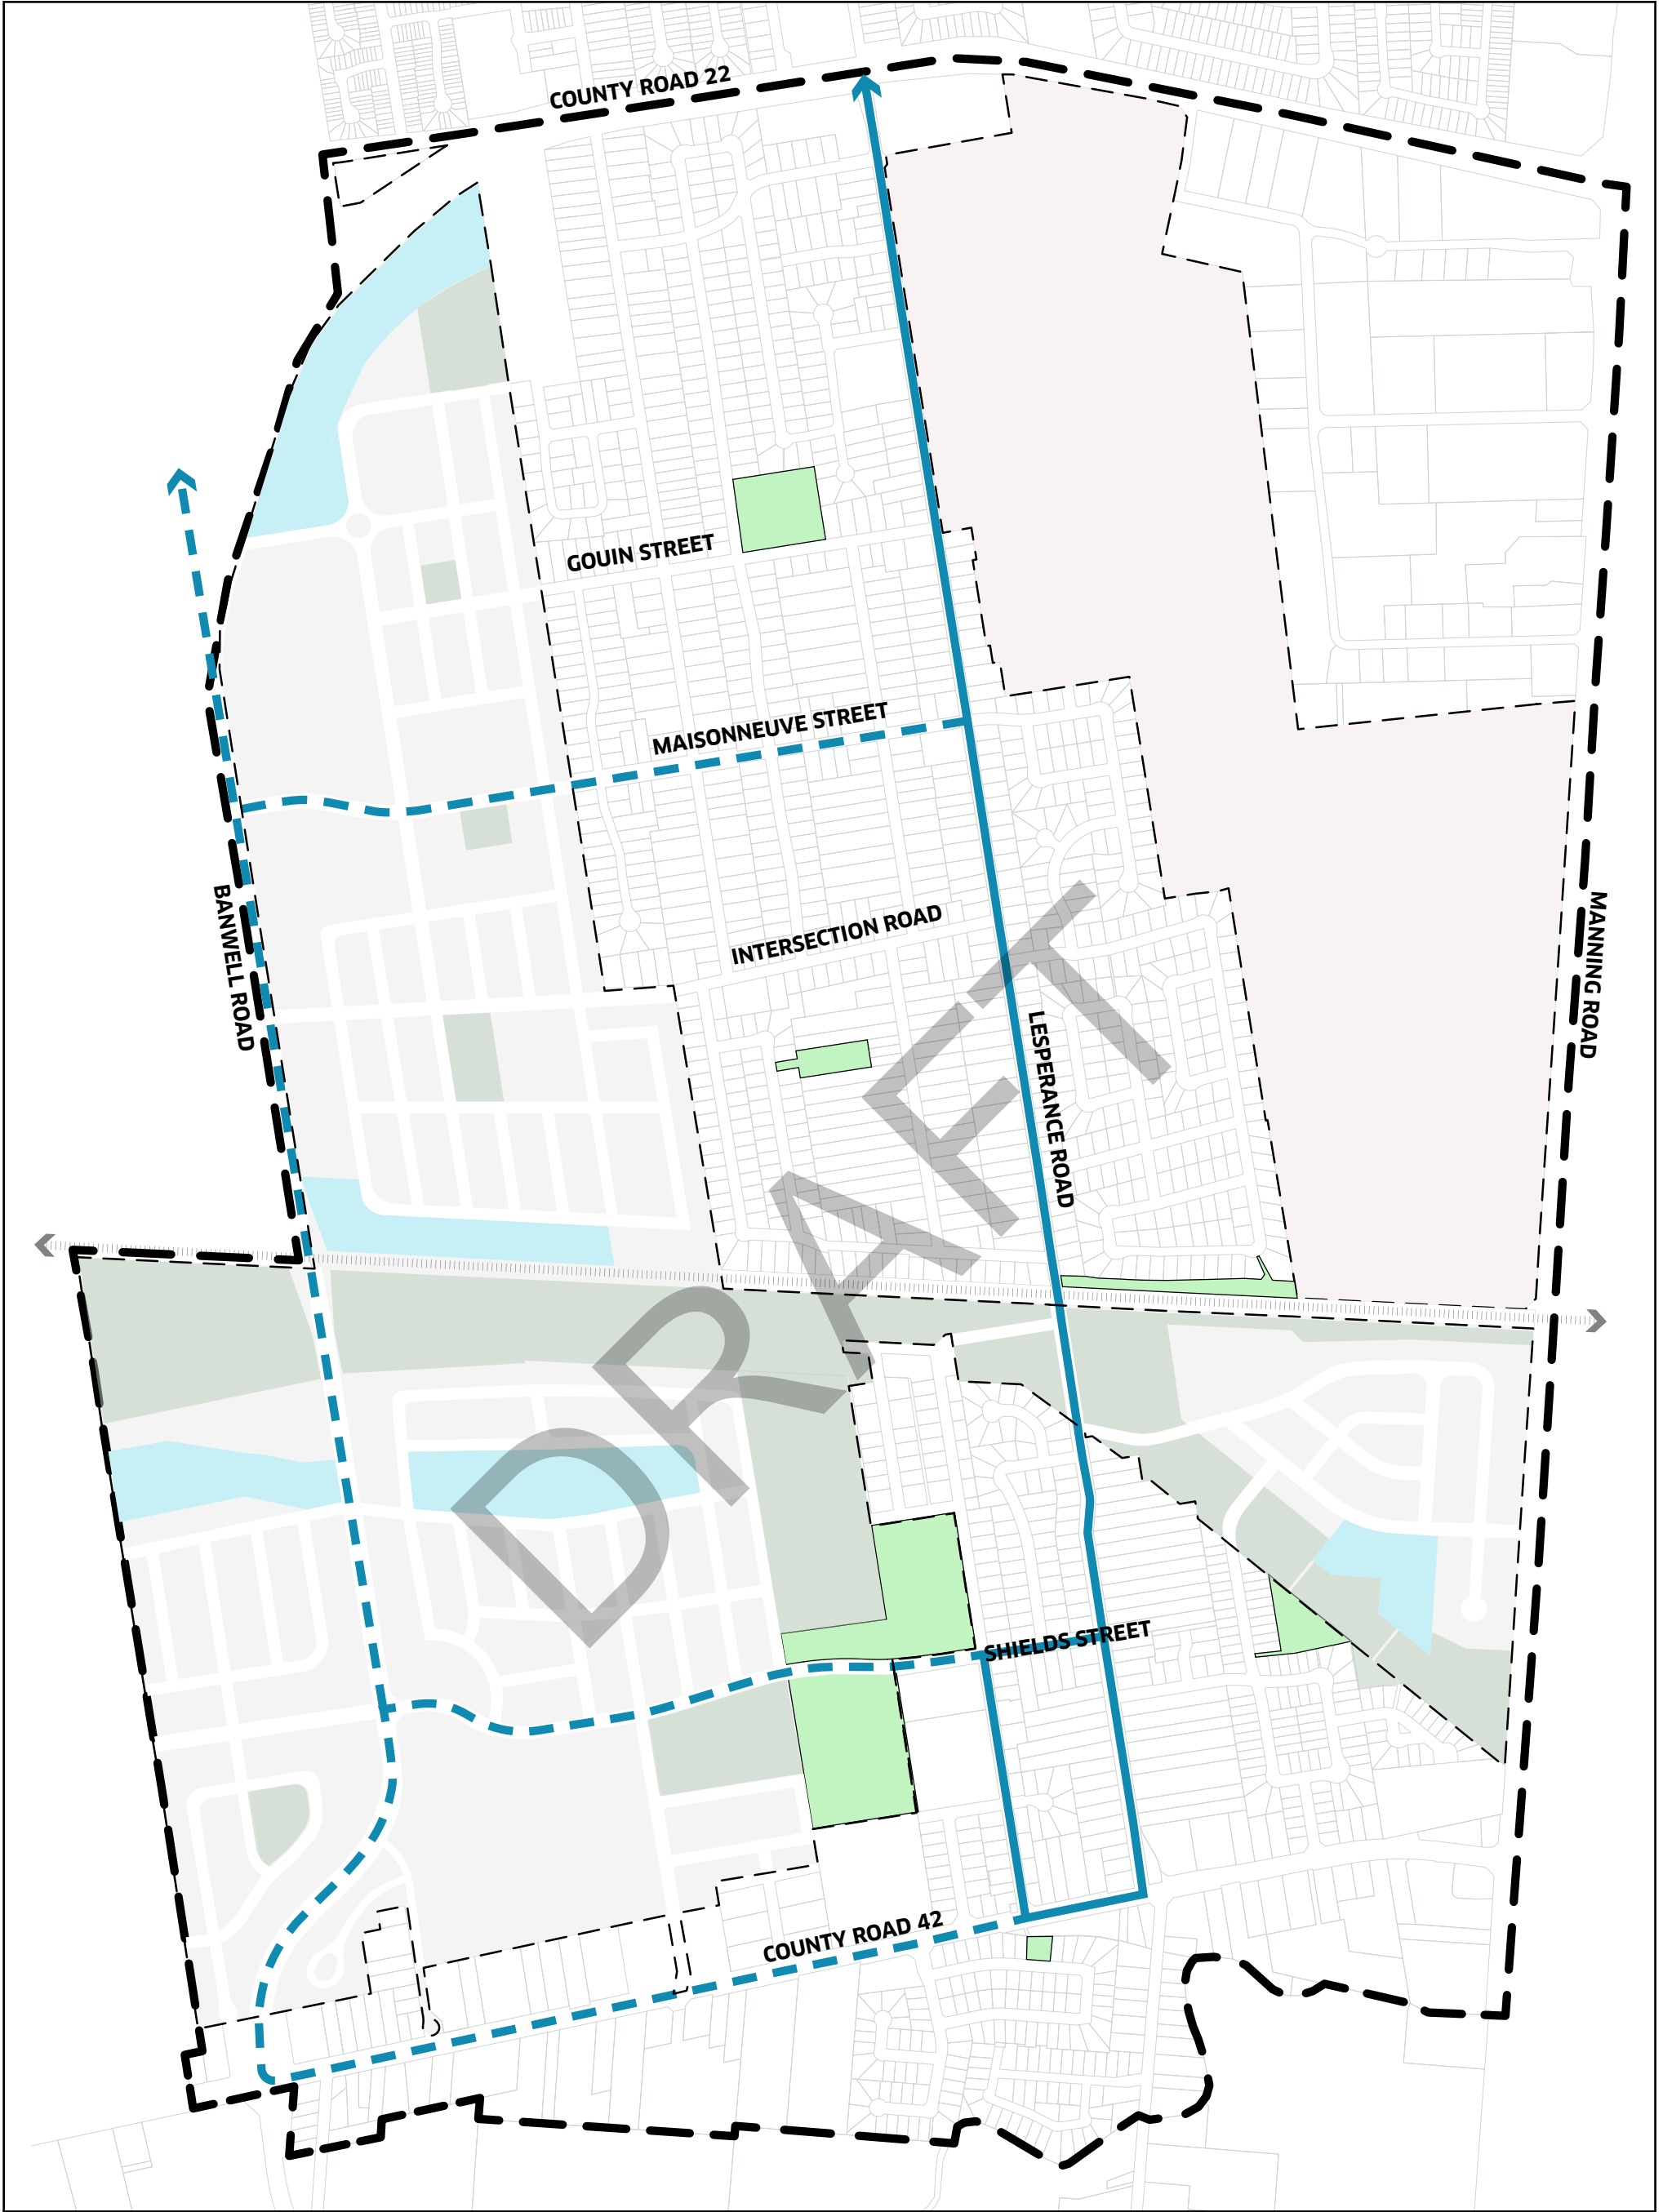 COUNTY ROAD 22
GOUIN STREET
MAISONNEUVE STREET
BANWELL ROAD
INTERSECTION ROAD
MANNING ROAD
LESPERANCE ROAD
DRAFT
SHIELDS STREET
COUNTY ROAD 42